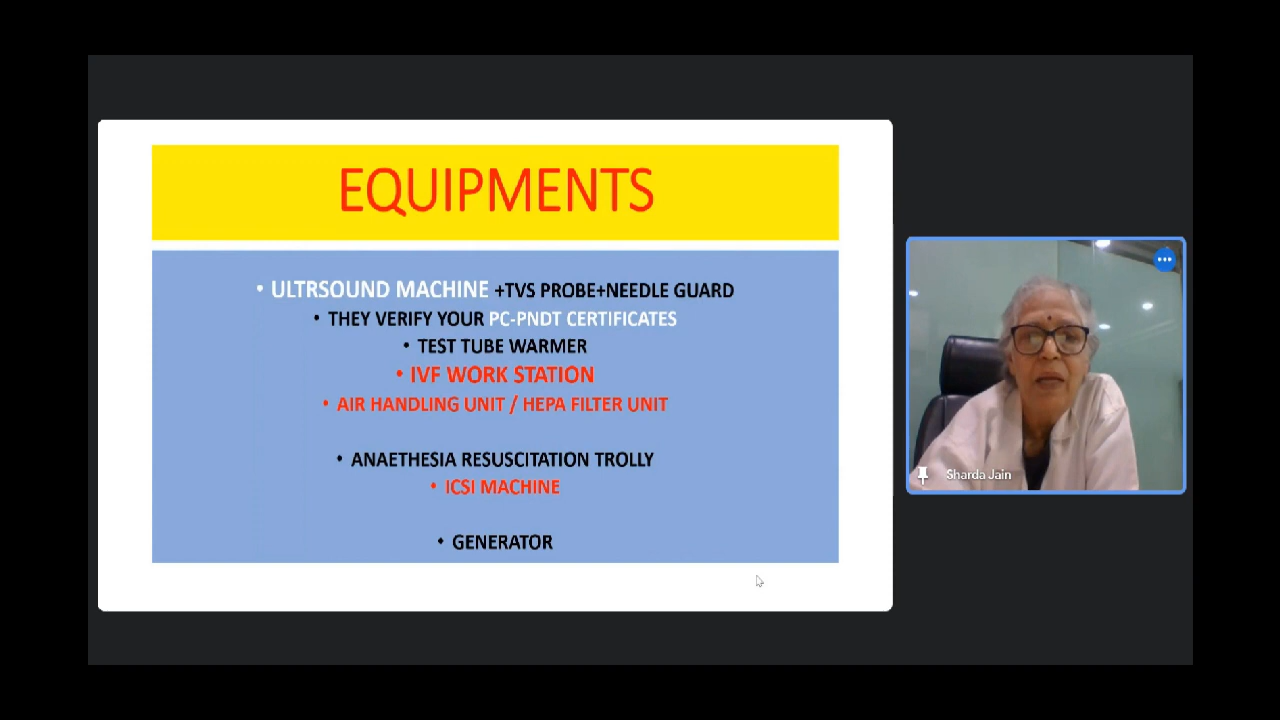 EQUIPMENTS
• ULTRSOUND MACHINE +TVS PROBE+NEEDLE GUARD
• THEY VERIFY YOUR PC-PNDT CERTIFICATES
• TEST TUBE WARMER
• IVF WORK STATION
• AIR HANDLING UNIT / HEPA FILTER UNIT
• ANAETHESIA RESUSCITATION TROLLY
• ICSI MACHINE
• GENERATOR
Sharda Jain